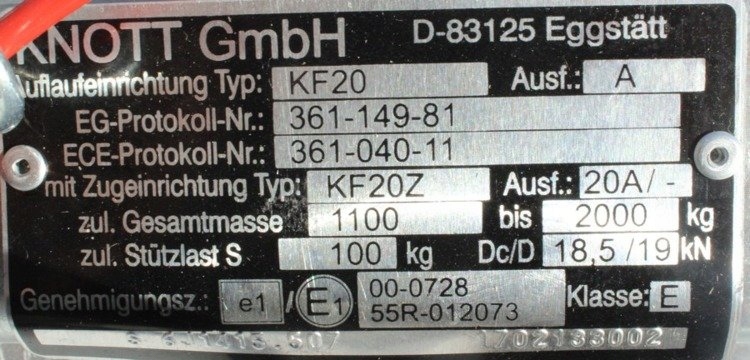 KNOTT GmbH D-83125 Eggstätt
Auflaufeinrichtung Typ: KF20 Ausf.: A
EG-Protokoll-Nr.: 361-149-81
ECE-Protokoll-Nr.: 361-040-11
mit Zugeinrichtung Typ: KF20Z Ausf.: 20A/ -
zul. Gesamtmasse 1100 bis 2000 kg
zul. Stützlast S 100 kg Dc/D 18,5 /19 kN
Genehmigungsz.: e1 / E1 00-0728 Klasse: E
55R-012073
1702133002